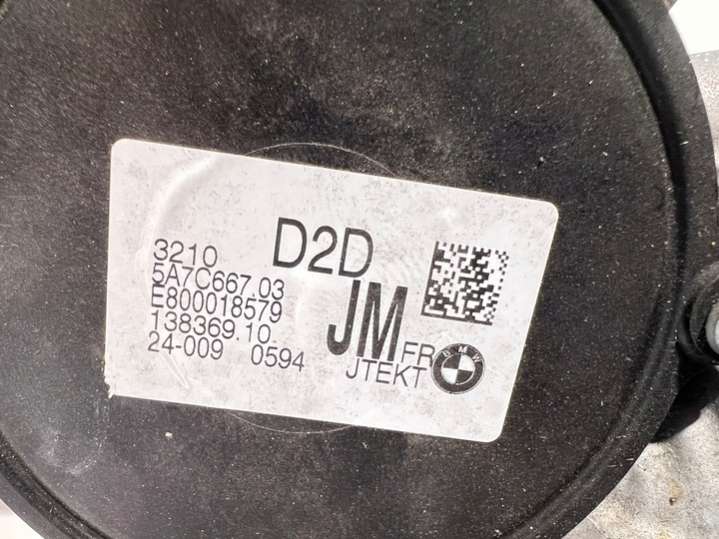 3210 D2D
5A7C667.03
E800018579
138369.10
24-009 0594
JM FR
JTEKT
BMW